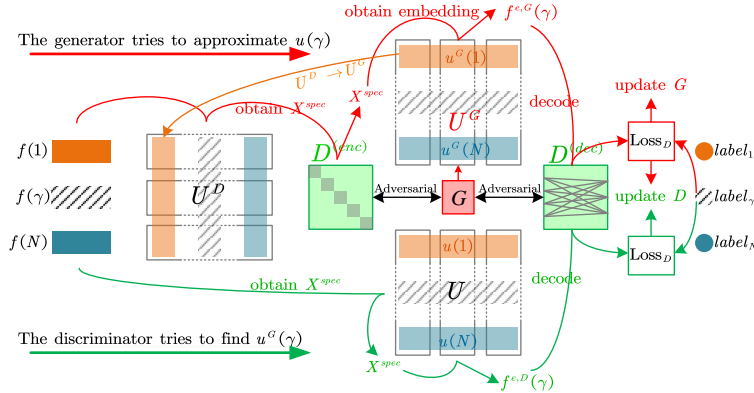 obtain embedding
f^{e,G}(γ)
The generator tries to approximate u(γ)
u^G(1)
U^D → U^G
update G
X^{spec}
obtain X^{spec}
decode
U^G
Loss_D
label_1
f(1)
D^{(enc)}
u^G(N)
D^{(dec)}
f(γ)
U^D
Adversarial
G
Adversarial
update D
label_γ
f(N)
u(1)
label_N
Loss_D
obtain X^{spec}
U
decode
The discriminator tries to find u^G(γ)
u(N)
X^{spec}
f^{e,D}(γ)